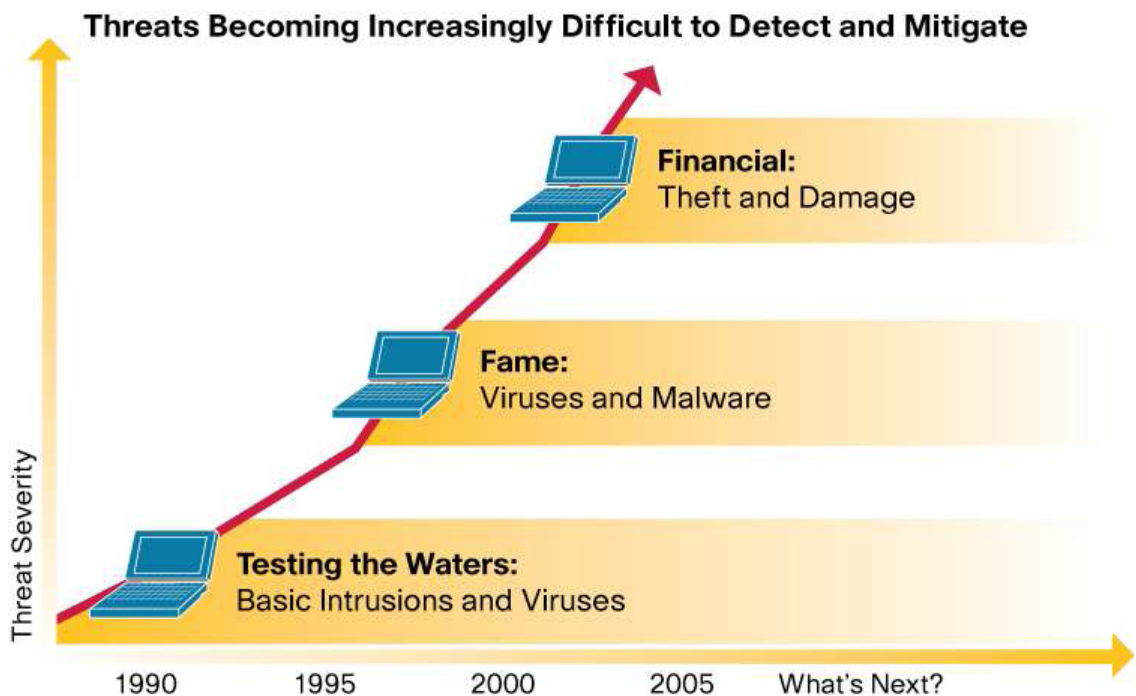 Threats Becoming Increasingly Difficult to Detect and Mitigate
Financial:
Theft and Damage
Fame:
Viruses and Malware
Threat Severity
Testing the Waters:
Basic Intrusions and Viruses
1990 1995 2000 2005 What's Next?